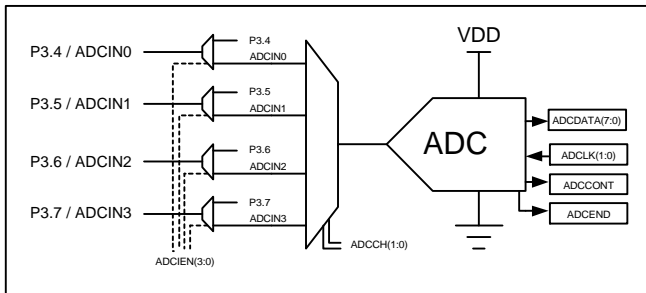 P3.4 / ADCIN0
P3.4
ADCIN0
P3.5 / ADCIN1
P3.5
ADCIN1
P3.6 / ADCIN2
P3.6
ADCIN2
P3.7 / ADCIN3
P3.7
ADCIN3
ADCIEN(3:0)
ADCCH(1:0)
VDD
ADC
ADCDATA(7:0)
ADCLK(1:0)
ADCCONT
ADCEND